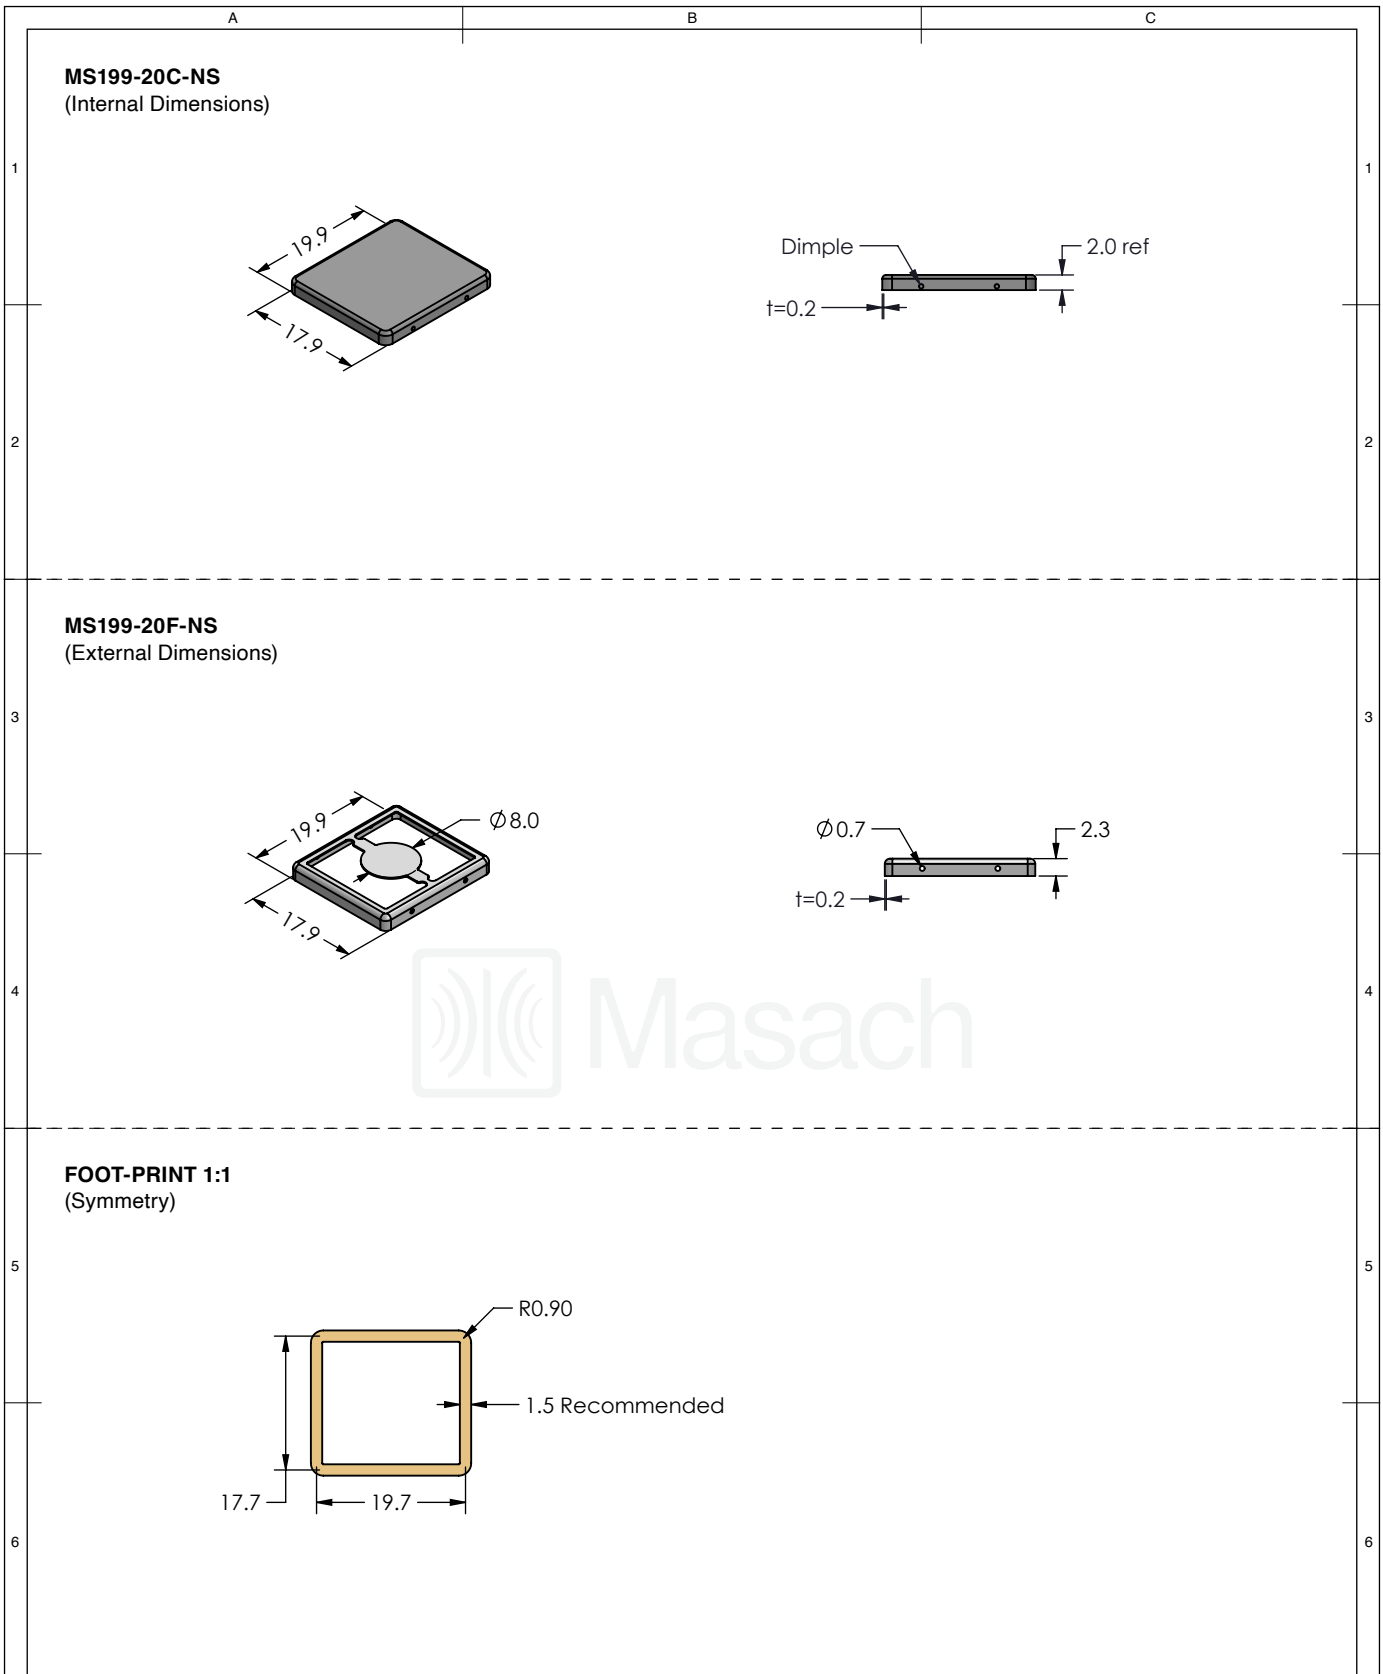 A B C
MS199-20C-NS
(Internal Dimensions)
1 1
19.9
17.9
Dimple
2.0 ref
t=0.2
2 2
MS199-20F-NS
(External Dimensions)
3 3
19.9
Ø8.0
17.9
Ø0.7
2.3
t=0.2
Masach
4 4
FOOT-PRINT 1:1
(Symmetry)
5 5
R0.90
1.5 Recommended
17.7
19.7
6 6